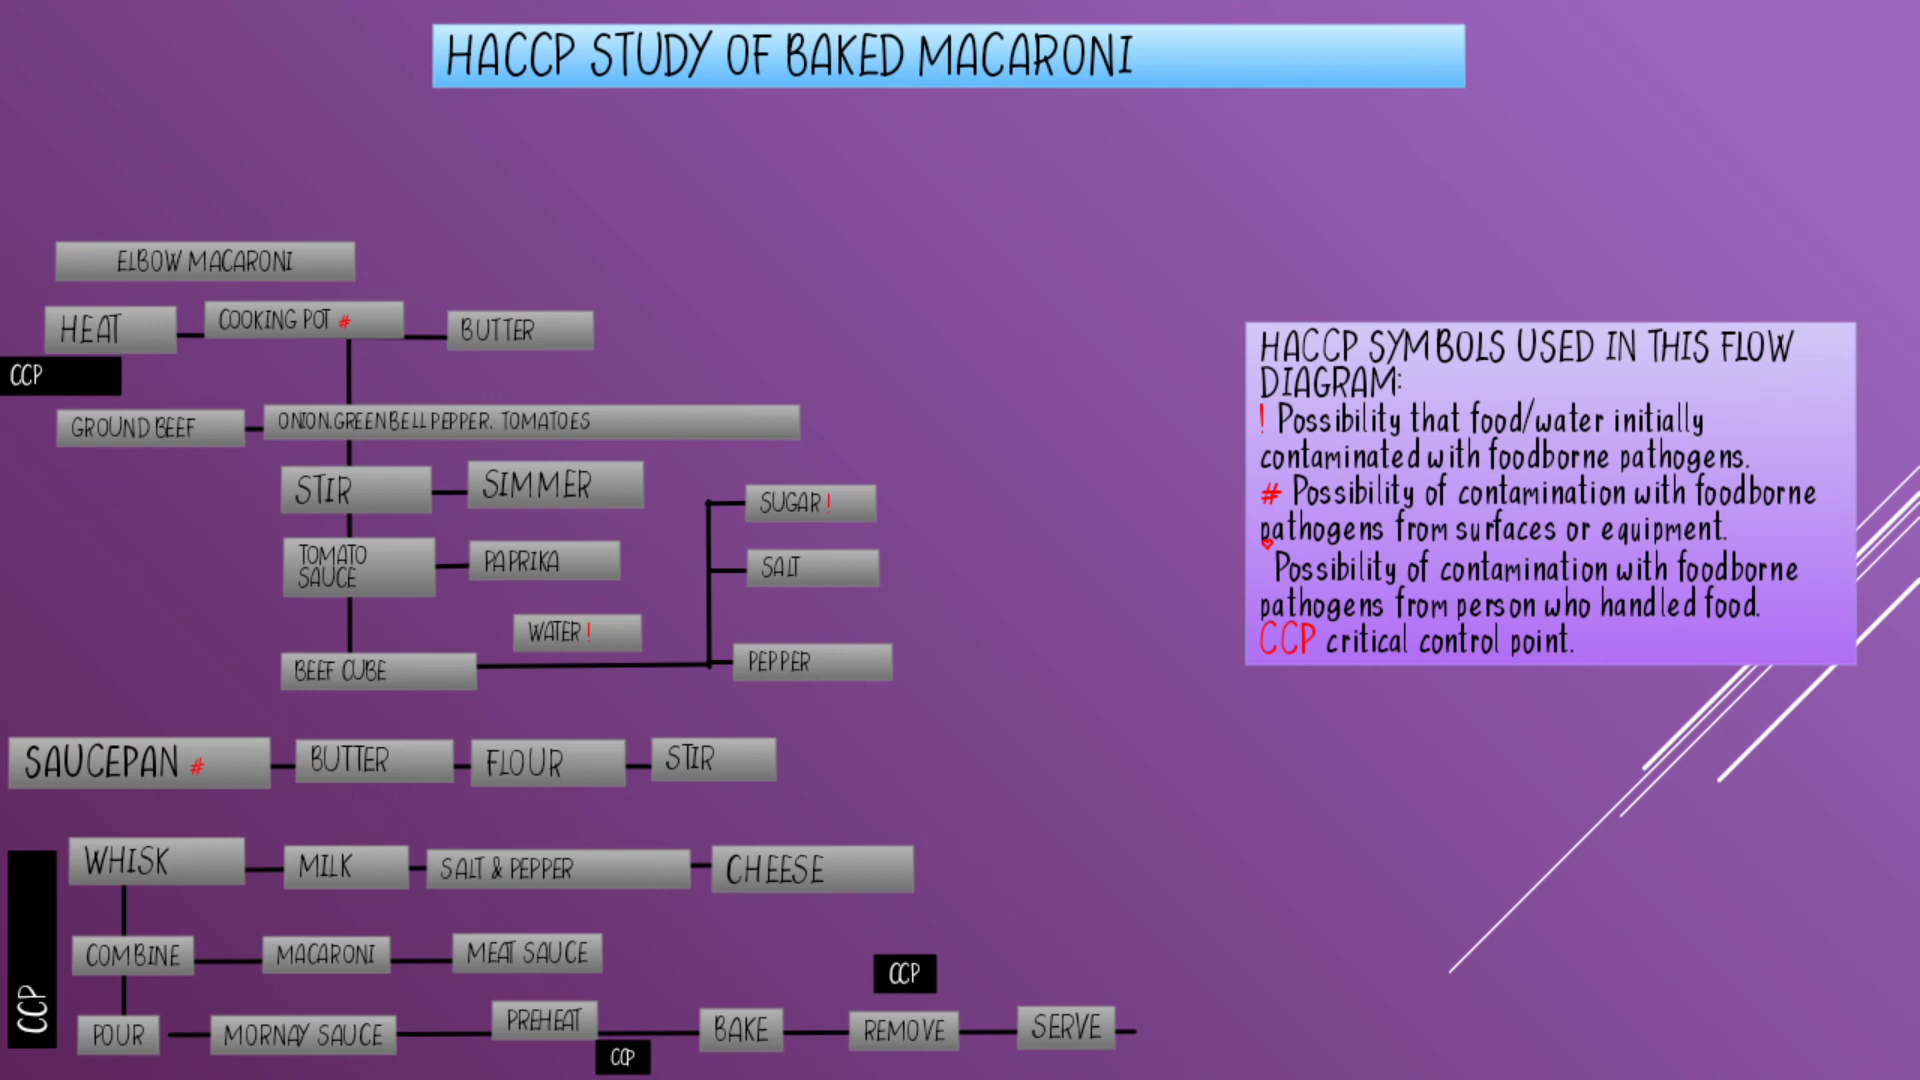 HACCP STUDY OF BAKED MACARONI
ELBOW MACARONI
HEAT
COOKING POT #
BUTTER
CCP
GROUND BEEF
ONION.GREEN BELL PEPPER. TOMATOES
STIR
SIMMER
SUGAR !
TOMATO
SAUCE
PAPRIKA
SALT
WATER !
BEEF CUBE
PEPPER
HACCP SYMBOLS USED IN THIS FLOW
DIAGRAM:
! Possibility that food/water initially
contaminated with foodborne pathogens.
# Possibility of contamination with foodborne
pathogens from surfaces or equipment.
♥ Possibility of contamination with foodborne
pathogens from person who handled food.
CCP critical control point.
SAUCEPAN #
BUTTER
FLOUR
STIR
WHISK
MILK
SALT & PEPPER
CHEESE
CCP
COMBINE
MACARONI
MEAT SAUCE
CCP
POUR
MORNAY SAUCE
PREHEAT
CCP
BAKE
REMOVE
SERVE